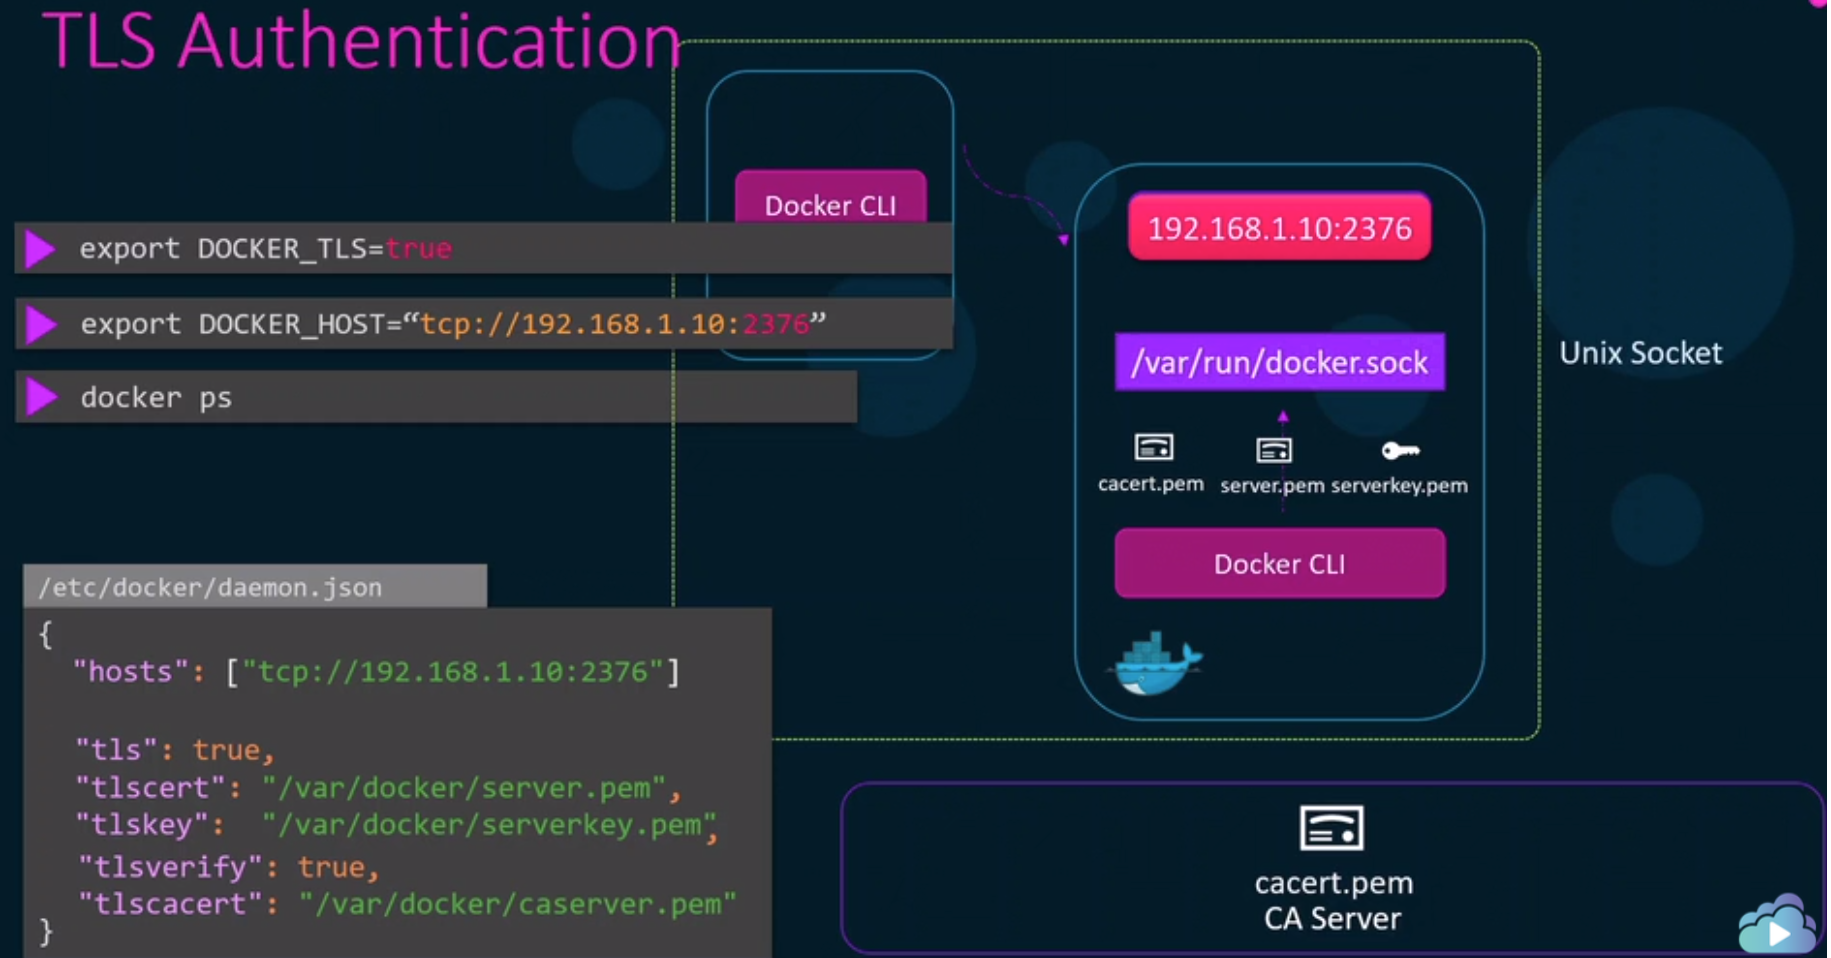 TLS Authentication
Docker CLI
export DOCKER_TLS=true
export DOCKER_HOST=“tcp://192.168.1.10:2376”
docker ps
192.168.1.10:2376
/var/run/docker.sock
Unix Socket
cacert.pem server.pem serverkey.pem
Docker CLI
/etc/docker/daemon.json
{
"hosts": ["tcp://192.168.1.10:2376"]
"tls": true,
"tlscert": "/var/docker/server.pem",
"tlskey": "/var/docker/serverkey.pem",
"tlsverify": true,
"tlscacert": "/var/docker/caserver.pem"
}
cacert.pem
CA Server